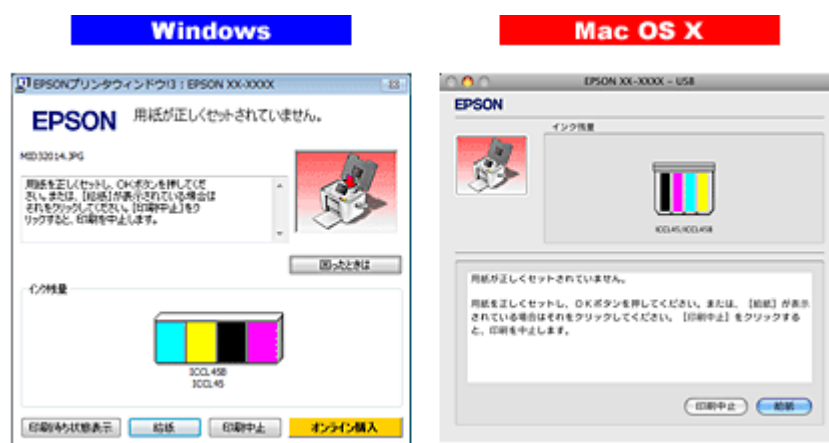 Windows
Mac OS X
EPSONプリンタウィンドウ!3 : EPSON XX-XXXX
EPSON
用紙が正しくセットされていません。
MID32014.JPG
用紙を正しくセットし、OKボタンを押してくだ
さい。または、[給紙]が表示されている場合は
それをクリックしてください。[印刷中止]をク
リックすると、印刷を中止します。
困ったときは
インク残量
ICCL45B
ICCL45
印刷待ち状態表示
給紙
印刷中止
オンライン購入
EPSON XX-XXXX – USB
EPSON
インク残量
ICCL45/ICCL45B
用紙が正しくセットされていません。
用紙を正しくセットし、OKボタンを押してください。または、[給紙]が表示
されている場合はそれをクリックしてください。[印刷中止]をクリックする
と、印刷を中止します。
印刷中止
給紙